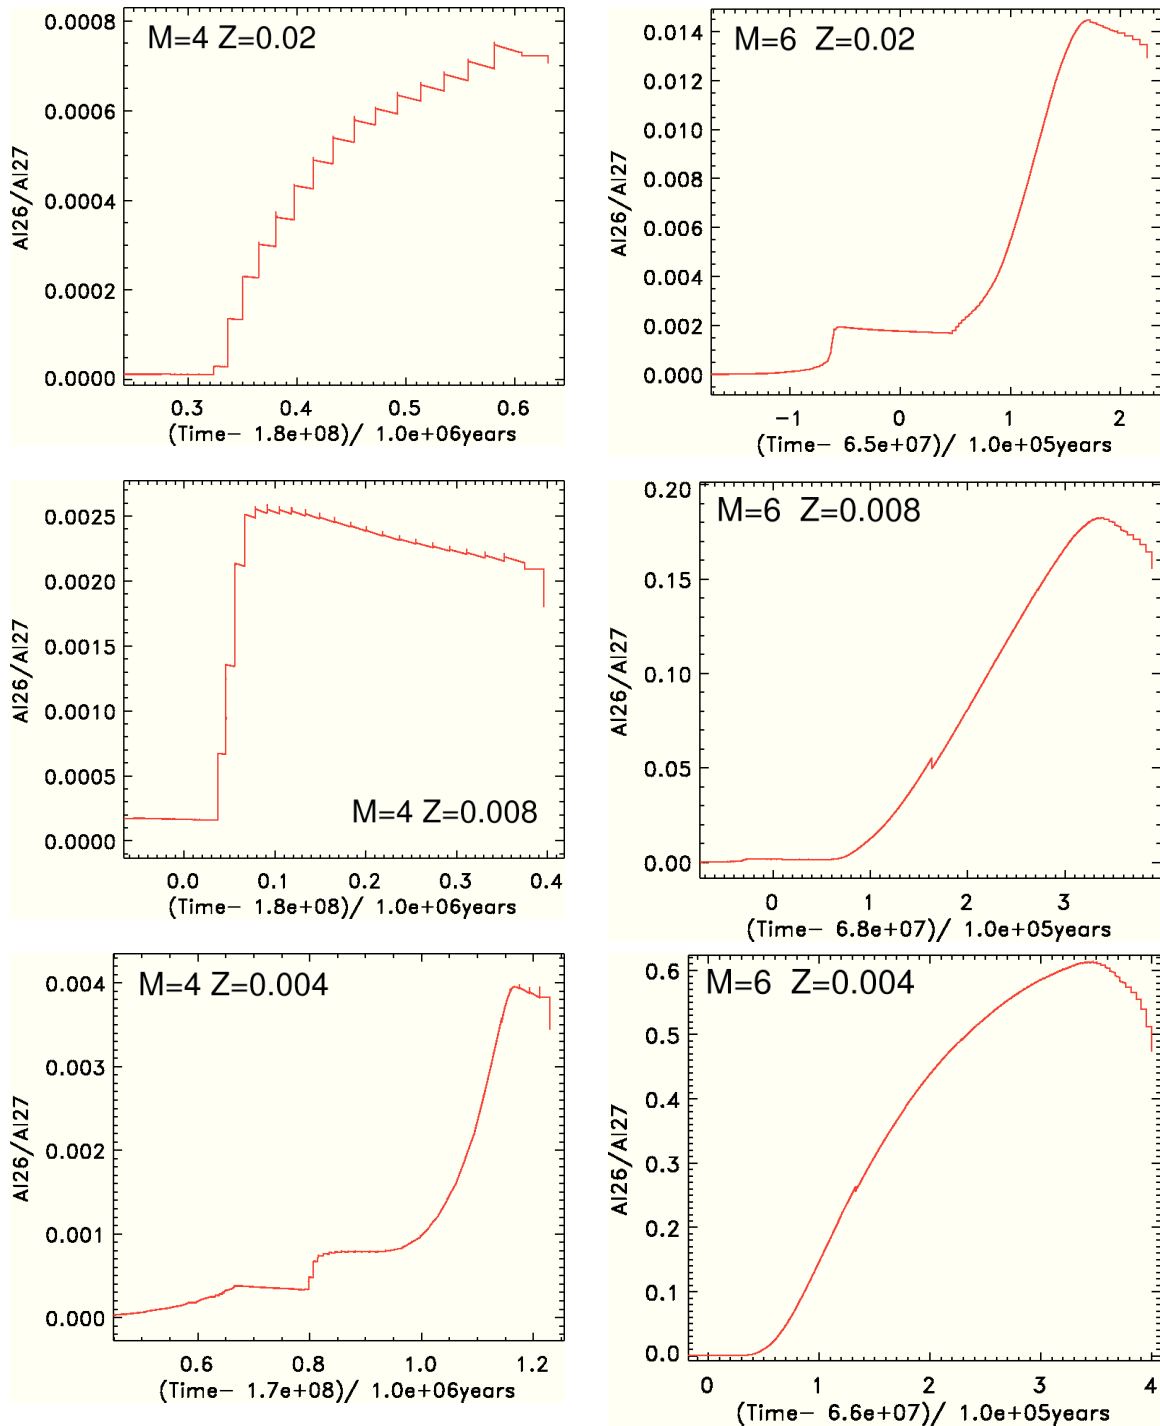 M=4 Z=0.02
0.0008
0.0006
0.0004
0.0002
0.0000
Al26/Al27
0.3 0.4 0.5 0.6
(Time- 1.8e+08)/ 1.0e+06years
M=6 Z=0.02
0.014
0.012
0.010
0.008
0.006
0.004
0.002
0.000
Al26/Al27
-1 0 1 2
(Time- 6.5e+07)/ 1.0e+05years
M=4 Z=0.008
0.0025
0.0020
0.0015
0.0010
0.0005
0.0000
Al26/Al27
0.0 0.1 0.2 0.3 0.4
(Time- 1.8e+08)/ 1.0e+06years
M=6 Z=0.008
0.20
0.15
0.10
0.05
0.00
Al26/Al27
0 1 2 3
(Time- 6.8e+07)/ 1.0e+05years
M=4 Z=0.004
0.004
0.003
0.002
0.001
0.000
Al26/Al27
0.6 0.8 1.0 1.2
(Time- 1.7e+08)/ 1.0e+06years
M=6 Z=0.004
0.6
0.5
0.4
0.3
0.2
0.1
0.0
Al26/Al27
0 1 2 3 4
(Time- 6.6e+07)/ 1.0e+05years